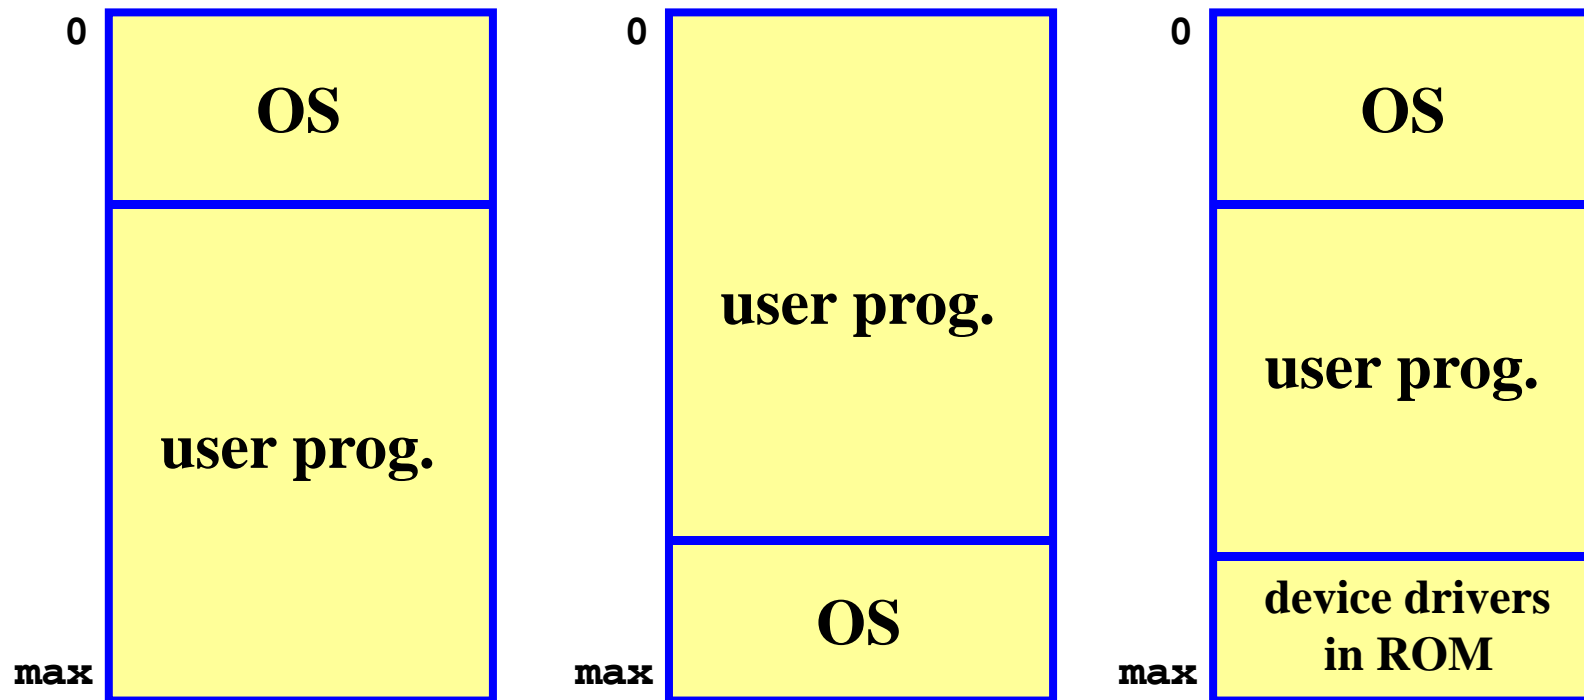 0
OS
user prog.
max
0
user prog.
OS
max
0
OS
user prog.
device drivers
in ROM
max